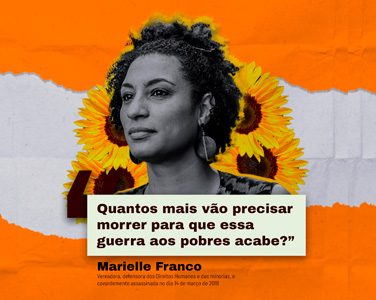 Quantos mais vão precisar
morrer para que essa
guerra aos pobres acabe?”
Marielle Franco
Vereadora, defensora dos Direitos Humanos e das minorias, e
covardemente assassinada no dia 14 de março de 2018